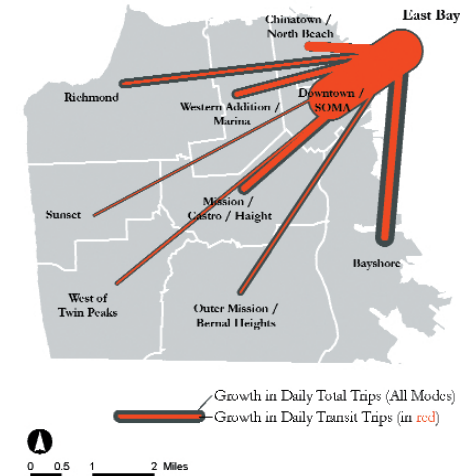 Chinatown /
North Beach
East Bay
Richmond
Western Addition /
Marina
Downtown /
SOMA
Mission /
Castro / Haight
Sunset
West of
Twin Peaks
Outer Mission /
Bernal Heights
Bayshore
Growth in Daily Total Trips (All Modes)
Growth in Daily Transit Trips (in red)
0 0.5 1 2 Miles